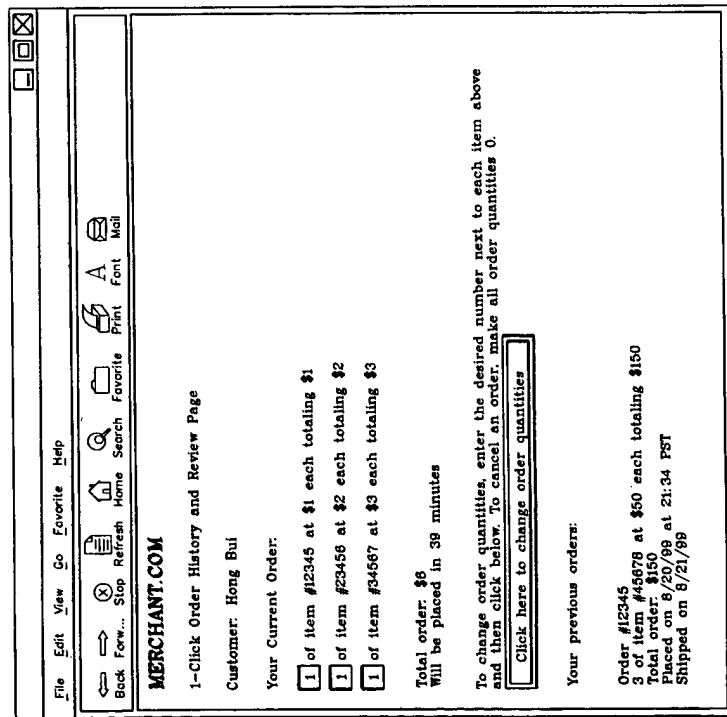 File Edit View Go Favorite Help
Back Forw... Stop Refresh Home Search Favorite Print Font Mail
MERCHANT.COM
1-Click Order History and Review Page
Customer: Hong Bui
Your Current Order:
1 of item #12345 at $1 each totaling $1
1 of item #23456 at $2 each totaling $2
1 of item #34567 at $3 each totaling $3
Total order: $6
Will be placed in 39 minutes
To change order quantities, enter the desired number next to each item above
and then click below. To cancel an order, make all order quantities 0.
Click here to change order quantities
Your previous orders:
Order #12345
3 of item #45678 at $50 each totaling $150
Total order: $150
Placed on 8/20/99 at 21:34 PST
Shipped on 8/21/99